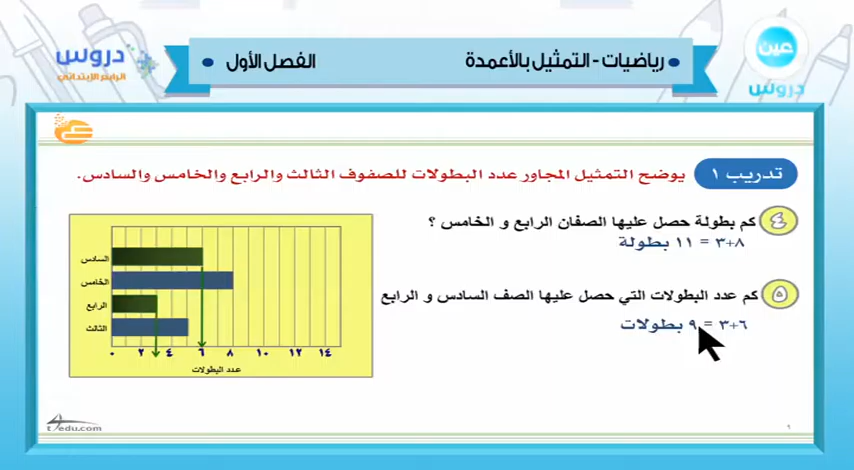 عين
دروس
رياضيات - التمثيل بالأعمدة
الفصل الأول
دروس
الرابع الابتدائي
تدريب ١
يوضح التمثيل المجاور عدد البطولات للصفوف الثالث والرابع والخامس والسادس.
٤ كم بطولة حصل عليها الصفان الرابع و الخامس ؟
٨+٣ = ١١ بطولة
٥ كم عدد البطولات التي حصل عليها الصف السادس و الرابع
٦+٣ = ٩ بطولات
السادس
الخامس
الرابع
الثالث
٠ ٢ ٤ ٦ ٨ ١٠ ١٢ ١٤
عدد البطولات
t4edu.com
٩